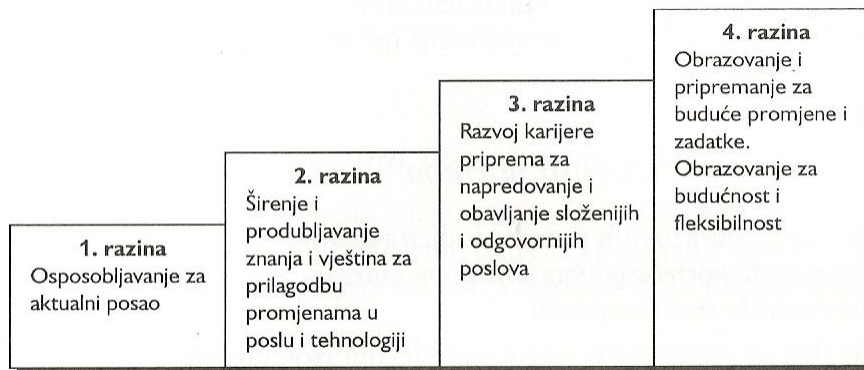 1. razina
Osposobljavanje za
aktualni posao
2. razina
Širenje i
produbljavanje
znanja i vještina za
prilagodbu
promjenama u
poslu i tehnologiji
3. razina
Razvoj karijere
priprema za
napredovanje i
obavljanje složenijih
i odgovornijih
poslova
4. razina
Obrazovanje i
pripremanje za
buduće promjene i
zadatke.
Obrazovanje za
budućnost i
fleksibilnost